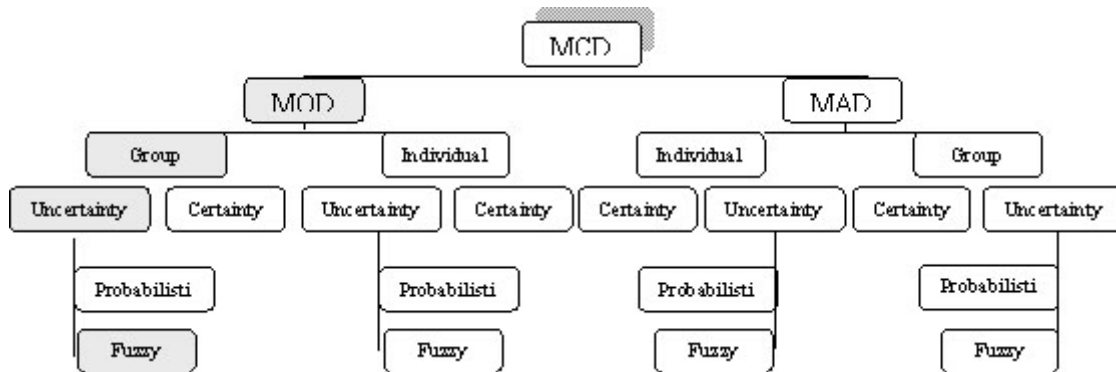 MCD
MOD MAD
Group Individual Individual Group
Uncertainty Certainty Uncertainty Certainty Certainty Uncertainty Certainty Uncertainty
Probabilisti Probabilisti Probabilisti Probabilisti
Fuzzy Fuzzy Fuzzy Fuzzy